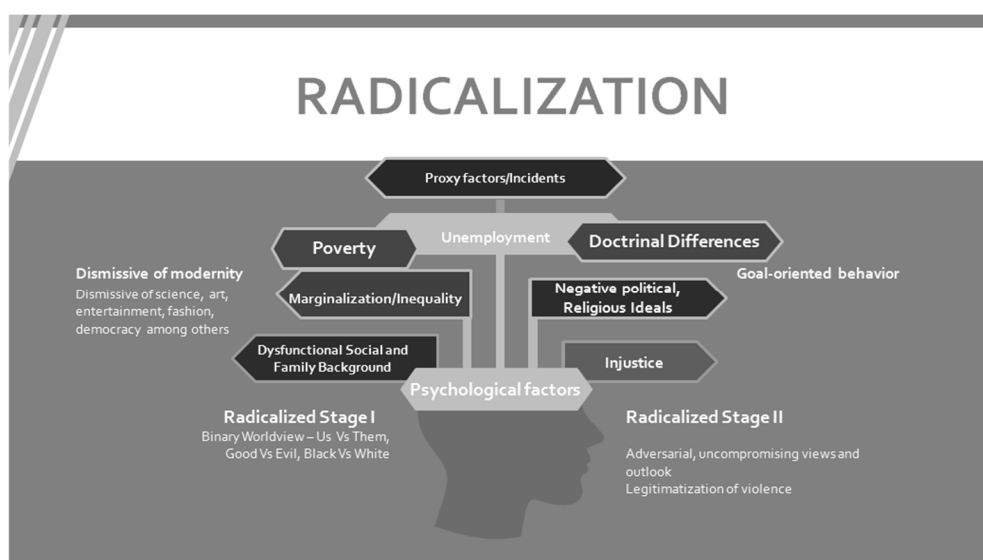 RADICALIZATION
Proxy factors/Incidents
Unemployment
Poverty
Doctrinal Differences
Dismissive of modernity
Dismissive of science, art,
entertainment, fashion,
democracy among others
Goal-oriented behavior
Marginalization/Inequality
Negative political,
Religious Ideals
Dysfunctional Social and
Family Background
Injustice
Psychological factors
Radicalized Stage I
Binary Worldview – Us Vs Them,
Good Vs Evil, Black Vs White
Radicalized Stage II
Adversarial, uncompromising views and
outlook
Legitimatization of violence